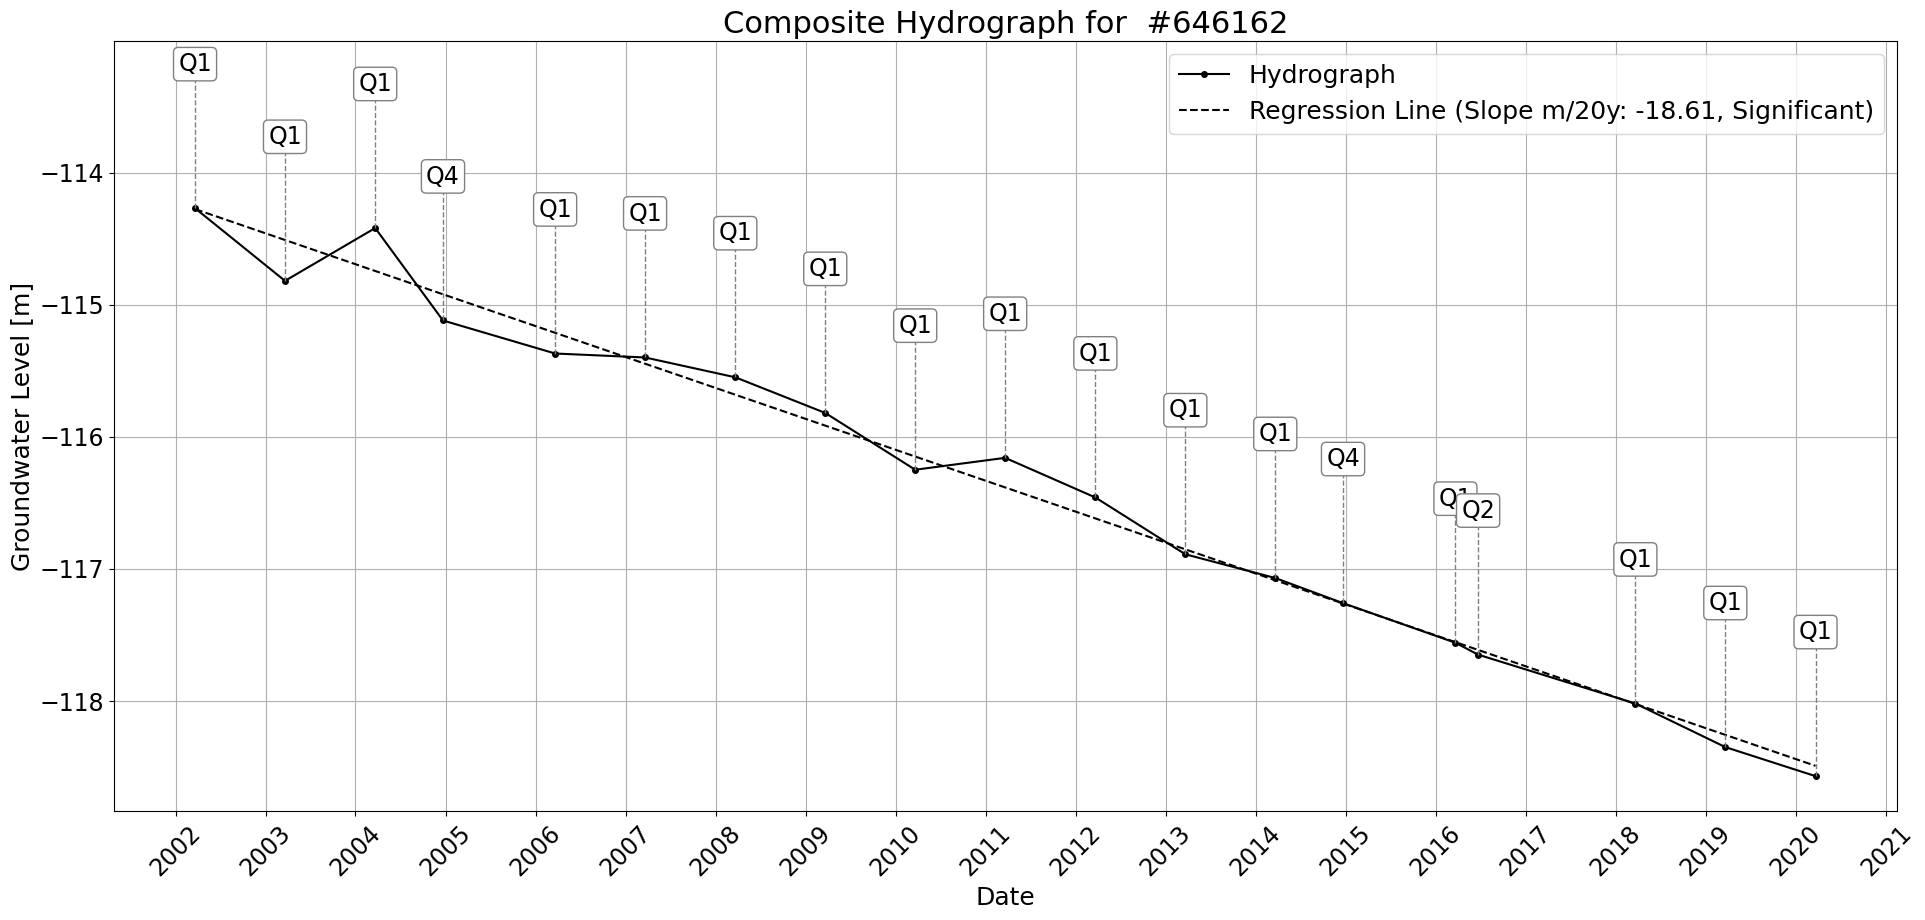 Composite Hydrograph for #646162
Hydrograph
Regression Line (Slope m/20y: -18.61, Significant)
Q1
Q1
Q1
Q4
Q1
Q1
Q1
Q1
Q1
Q1
Q1
Q1
Q1
Q4
Q1
Q2
Q1
Q1
Q1
Groundwater Level [m]
−114
−115
−116
−117
−118
2002
2003
2004
2005
2006
2007
2008
2009
2010
2011
2012
2013
2014
2015
2016
2017
2018
2019
2020
2021
Date